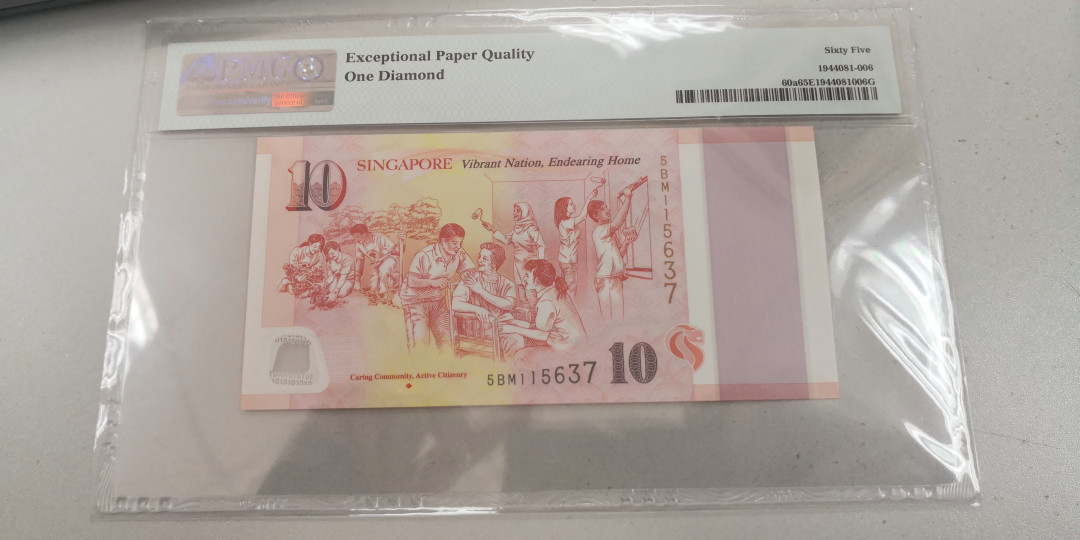 PMG
Exceptional Paper Quality
One Diamond
Sixty Five
1944081-006
60a65E1944081006G
10
SINGAPORE Vibrant Nation, Endearing Home
5BM115637
Caring Community, Active Citizenry
5BM115637
10